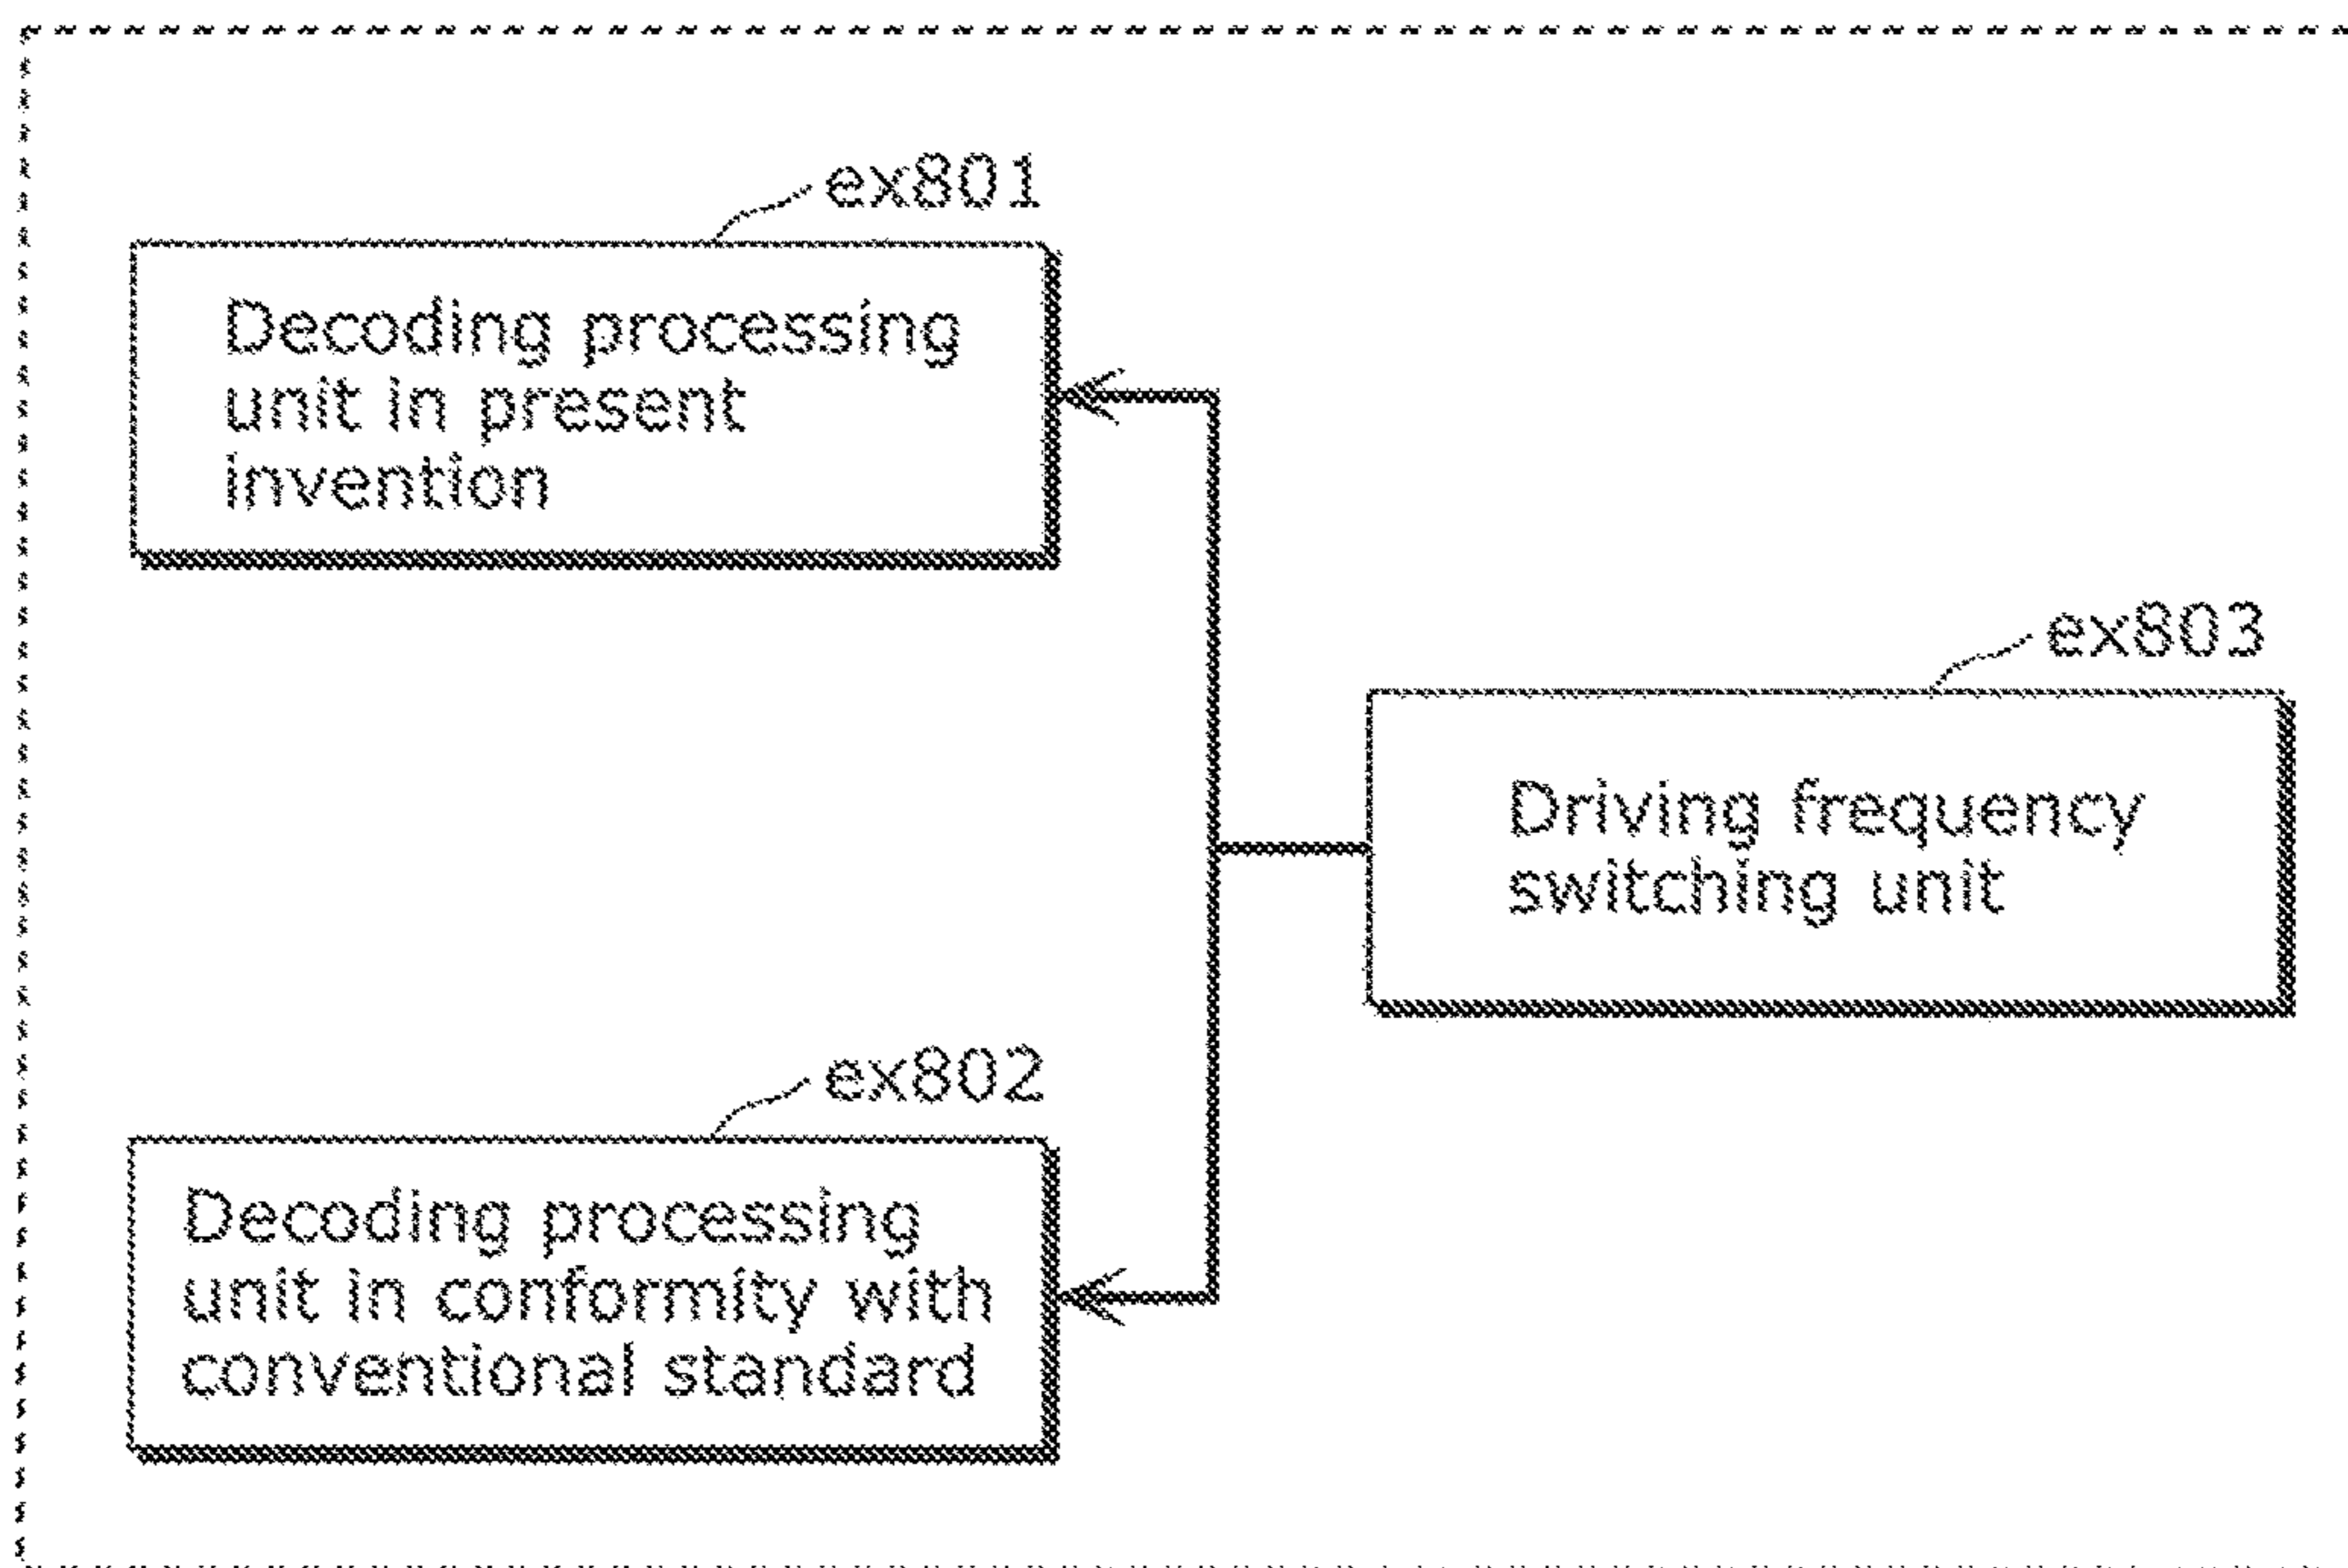 ex801
Decoding processing
unit in present
invention
ex803
Driving frequency
switching unit
ex802
Decoding processing
unit in conformity with
conventional standard